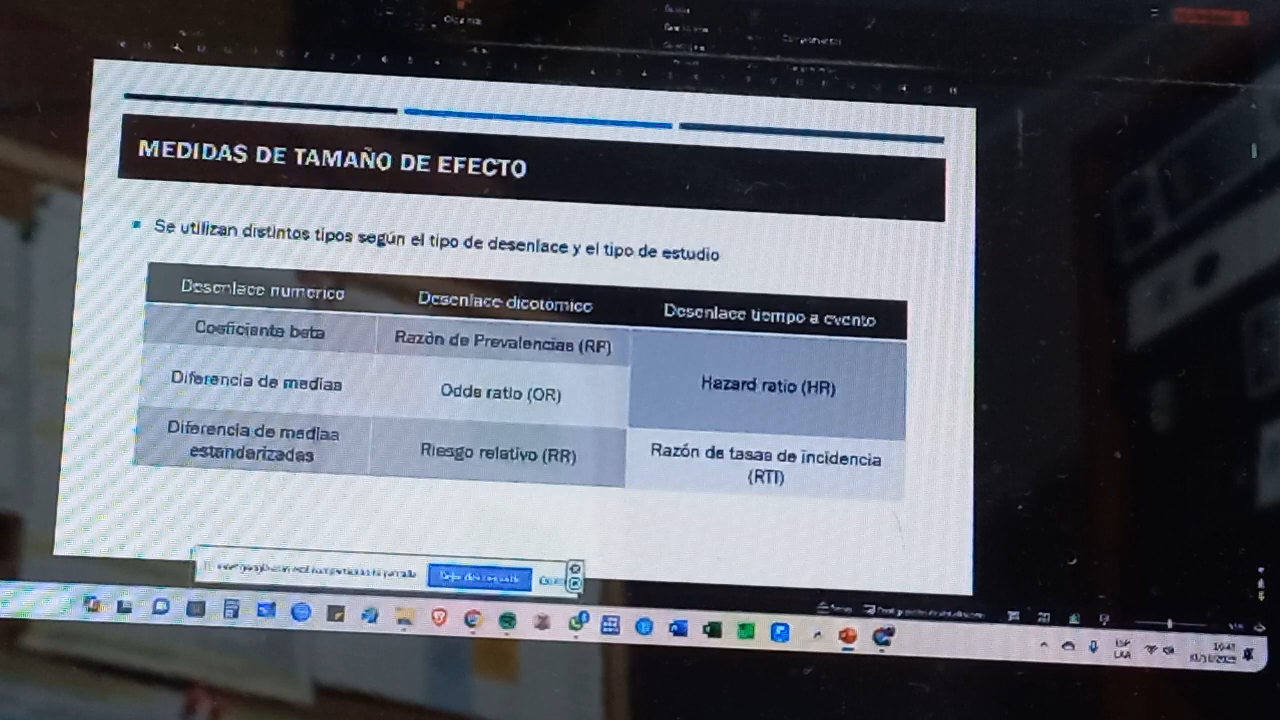 MEDIDAS DE TAMAÑO DE EFECTO
Se utilizan distintos tipos según el tipo de desenlace y el tipo de estudio
Desenlace numérico
Desenlace dicotómico
Desenlace tiempo a evento
Coeficiente beta
Razón de Prevalencias (RP)
Hazard ratio (HR)
Diferencia de medias
Odds ratio (OR)
Diferencia de medias
estandarizadas
Riesgo relativo (RR)
Razón de tasas de incidencia
(RTI)
ESP
LAA